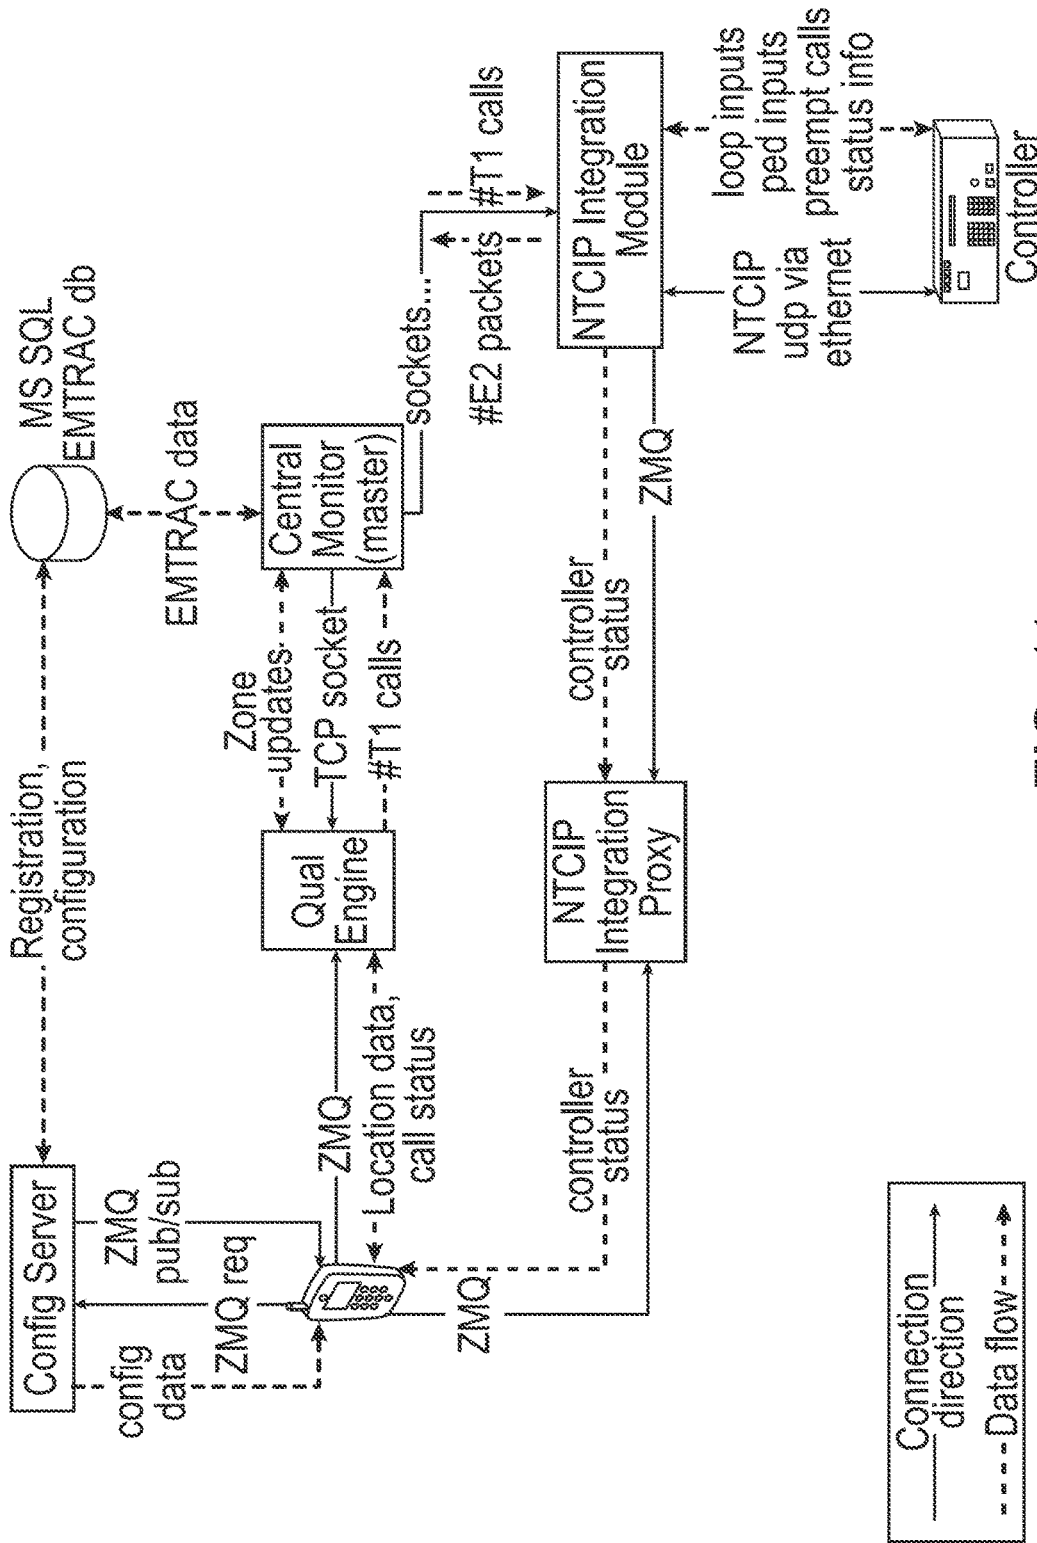 Config Server
Registration,
configuration
MS SQL
EMTRAC db
config
data
ZMQ req
ZMQ
pub/sub
EMTRAC data
ZMQ
Location data,
call status
Qual
Engine
Zone
updates
TCP socket
#T1 calls
Central
Monitor
(master)
sockets...
#E2 packets
#T1 calls
ZMQ
controller
status
NTCIP
Integration
Proxy
controller
status
ZMQ
NTCIP Integration
Module
NTCIP
udp via
ethernet
loop inputs
ped inputs
preempt calls
status info
Controller
Connection
direction
Data flow